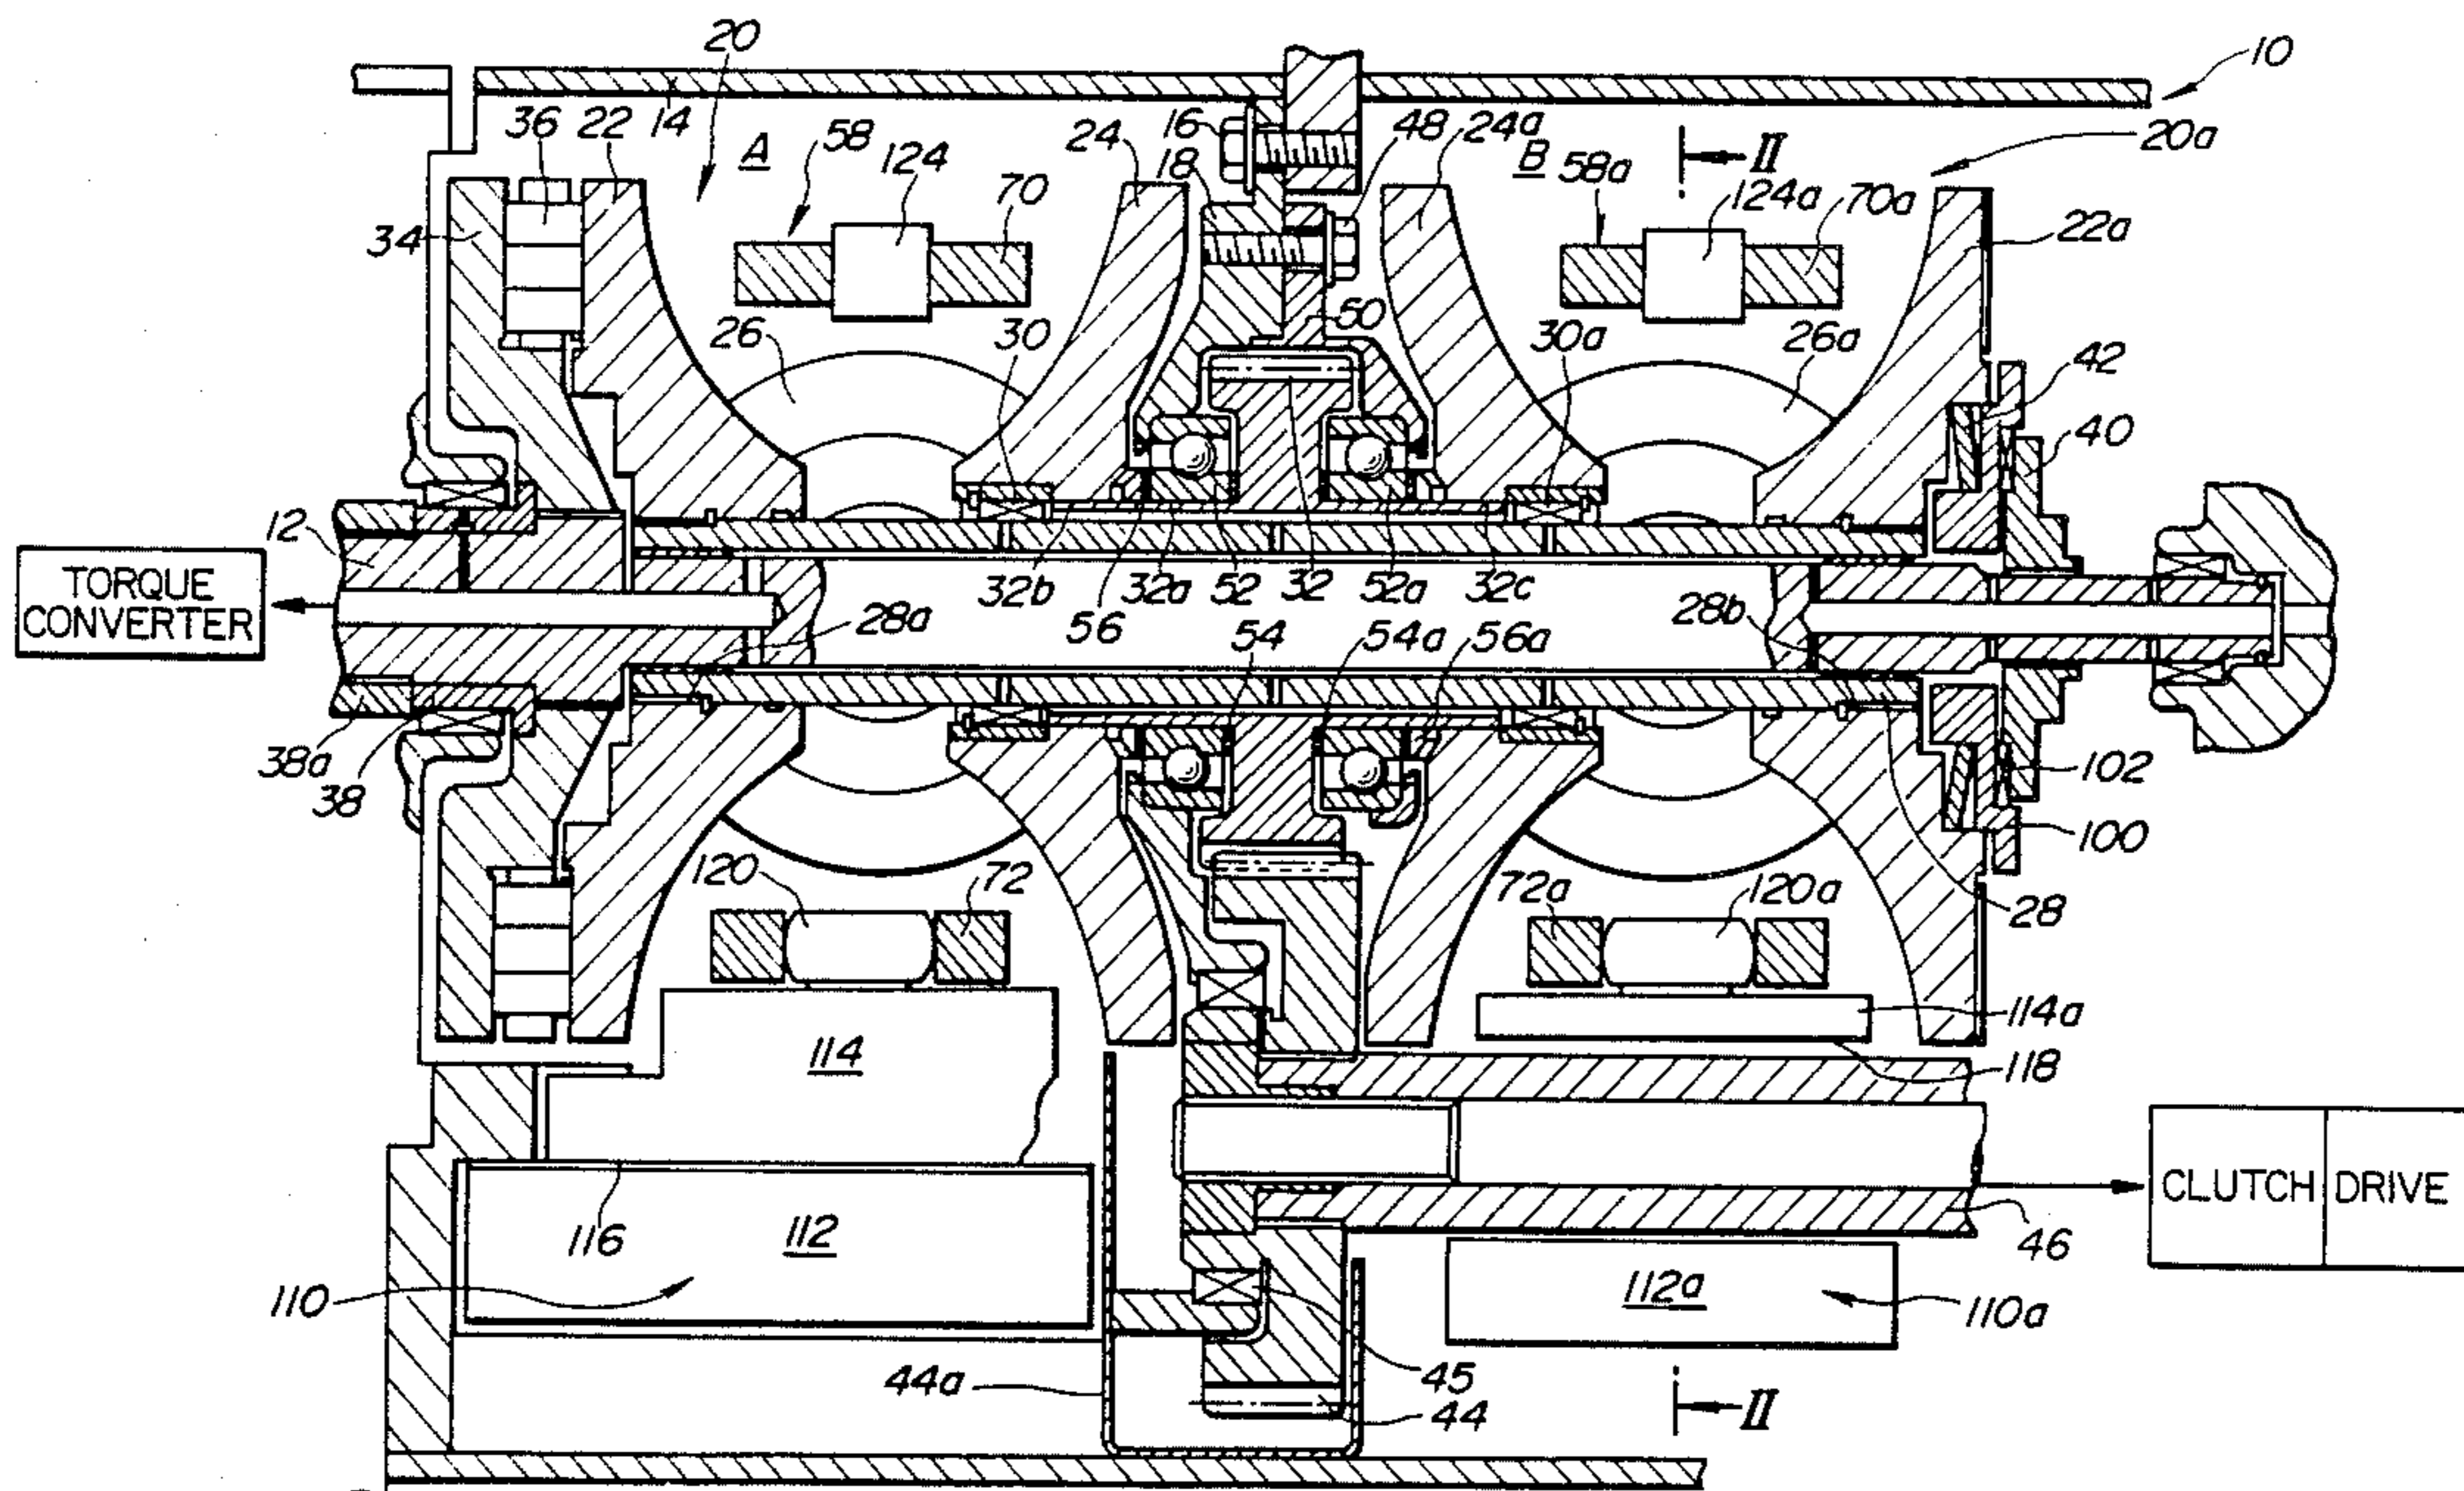 20
10
36
22
14
A
58
124
24
16
18
48
24a
B
58a
II
20a
124a
70a
70
34
22a
26
30
50
30a
26a
42
40
12
TORQUE
CONVERTER
32b
32a
52
32
52a
32c
28a
56
54
54a
56a
28b
38a
38
102
100
120
72
72a
120a
28
114
114a
118
116
112
46
CLUTCH
DRIVE
110
112a
110a
44a
45
44
II